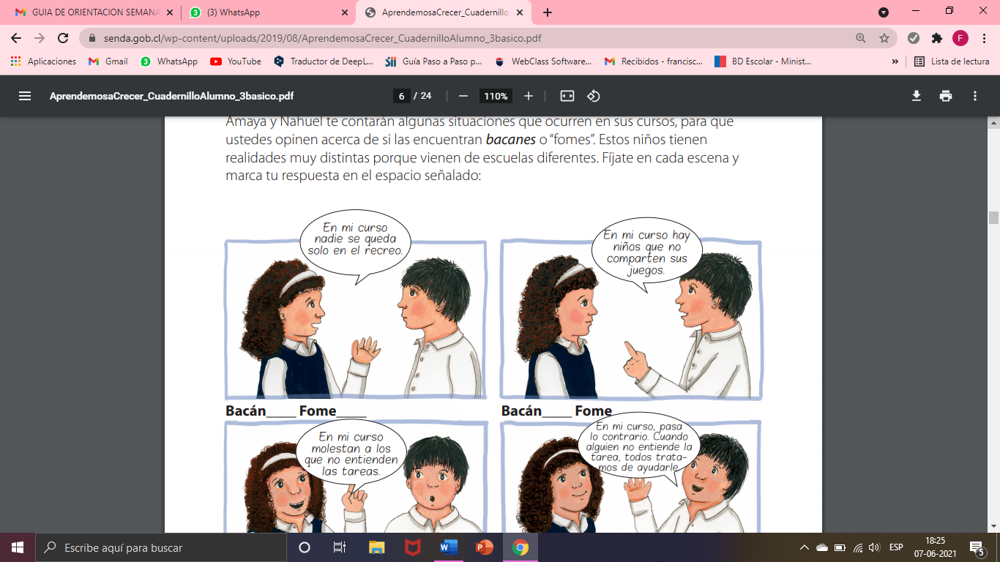 GUIA DE ORIENTACION SEMANA
(3) WhatsApp
AprendemosaCrecer_Cuadernillo
senda.gob.cl/wp-content/uploads/2019/08/AprendemosaCrecer_CuadernilloAlumno_3basico.pdf
F
Aplicaciones
Gmail
WhatsApp
YouTube
Traductor de DeepL...
Guía Paso a Paso p...
WebClass Software...
Recibidos - francisc...
BD Escolar - Minist...
»
Lista de lectura
AprendemosaCrecer_CuadernilloAlumno_3basico.pdf
6 / 24
110%
Amaya y Nahuel te contarán algunas situaciones que ocurren en sus cursos, para que
ustedes opinen acerca de si las encuentran bacanes o “fomes”. Estos niños tienen
realidades muy distintas porque vienen de escuelas diferentes. Fíjate en cada escena y
marca tu respuesta en el espacio señalado:
En mi curso
nadie se queda
solo en el recreo.
En mi curso hay
niños que no
comparten sus
juegos.
Bacán____ Fome____
Bacán____ Fome
En mi curso
molestan a los
que no entienden
las tareas.
En mi curso, pasa
lo contrario. Cuando
alguien no entiende la
tarea, todos trata-
mos de ayudarle
Escribe aquí para buscar
ESP
18:25
07-06-2021
5